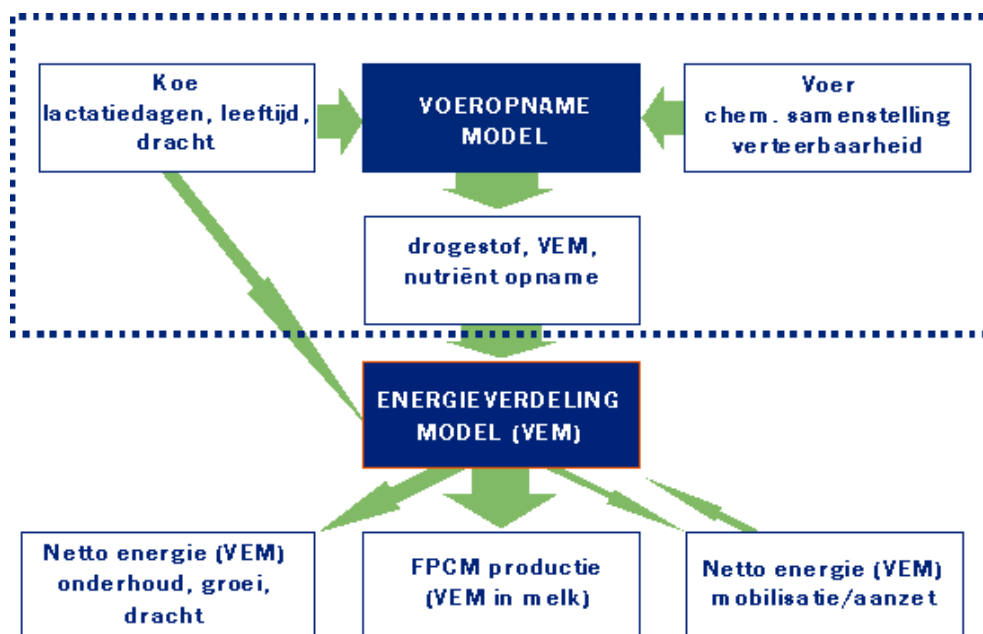 Koe
lactatiedagen, leeftijd,
dracht
VOEROPNAME
MODEL
Voer
chem. samenstelling
verteerbaarheid
drogestof, VEM,
nutriënt opname
ENERGIEVERDELING
MODEL (VEM)
Netto energie (VEM)
onderhoud, groei,
dracht
FPCM productie
(VEM in melk)
Netto energie (VEM)
mobilisatie/aanzet